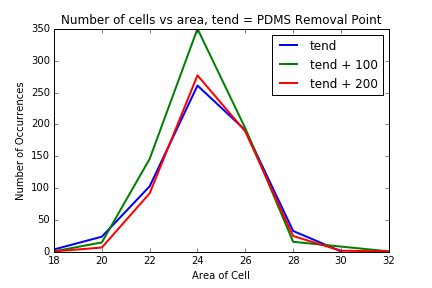 Number of cells vs area, tend = PDMS Removal Point
350
300
250
200
150
100
50
0
Number of Occurrences
tend
tend + 100
tend + 200
18 20 22 24 26 28 30 32
Area of Cell